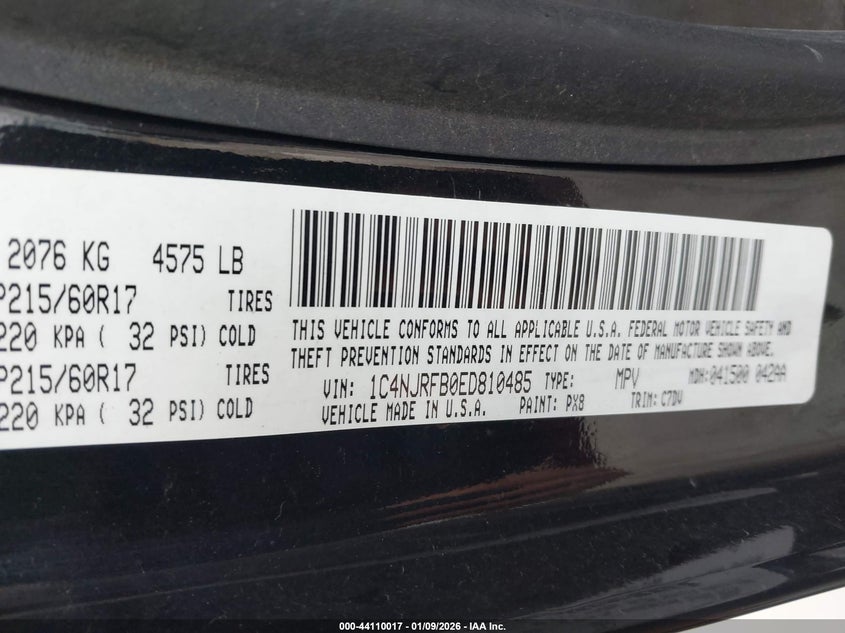 2076 KG 4575 LB
P215/60R17 TIRES
220 KPA ( 32 PSI) COLD
P215/60R17 TIRES
220 KPA ( 32 PSI) COLD
THIS VEHICLE CONFORMS TO ALL APPLICABLE U.S.A. FEDERAL MOTOR VEHICLE SAFETY AND
THEFT PREVENTION STANDARDS IN EFFECT ON THE DATE OF MANUFACTURE SHOWN ABOVE.
VIN: 1C4NJRFB0ED810485 TYPE: MPV MDH:041500 042AA
VEHICLE MADE IN U.S.A. PAINT: PX8 TRIM: C7DV
000-44110017 - 01/09/2026 - IAA Inc.